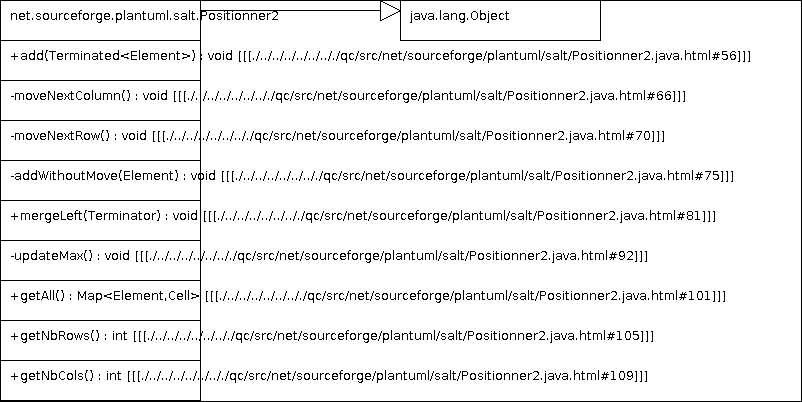 net.sourceforge.plantuml.salt.Positionner2
java.lang.Object
+add(Terminated<Element>) : void [[[./../../../../../../../qc/src/net/sourceforge/plantuml/salt/Positionner2.java.html#56]]]
-moveNextColumn() : void [[[./../../../../../../../qc/src/net/sourceforge/plantuml/salt/Positionner2.java.html#66]]]
-moveNextRow() : void [[[./../../../../../../../qc/src/net/sourceforge/plantuml/salt/Positionner2.java.html#70]]]
-addWithoutMove(Element) : void [[[./../../../../../../../qc/src/net/sourceforge/plantuml/salt/Positionner2.java.html#75]]]
+mergeLeft(Terminator) : void [[[./../../../../../../../qc/src/net/sourceforge/plantuml/salt/Positionner2.java.html#81]]]
-updateMax() : void [[[./../../../../../../../qc/src/net/sourceforge/plantuml/salt/Positionner2.java.html#92]]]
+getAll() : Map<Element,Cell> [[[./../../../../../../../qc/src/net/sourceforge/plantuml/salt/Positionner2.java.html#101]]]
+getNbRows() : int [[[./../../../../../../../qc/src/net/sourceforge/plantuml/salt/Positionner2.java.html#105]]]
+getNbCols() : int [[[./../../../../../../../qc/src/net/sourceforge/plantuml/salt/Positionner2.java.html#109]]]